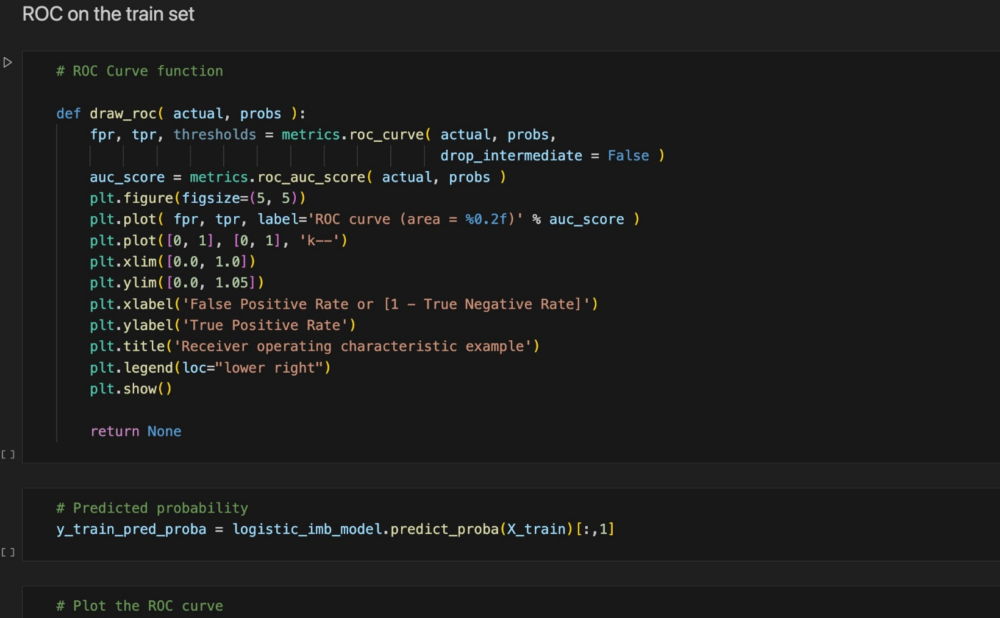 ROC on the train set
# ROC Curve function
def draw_roc( actual, probs ):
    fpr, tpr, thresholds = metrics.roc_curve( actual, probs,
                                              drop_intermediate = False )
    auc_score = metrics.roc_auc_score( actual, probs )
    plt.figure(figsize=(5, 5))
    plt.plot( fpr, tpr, label='ROC curve (area = %0.2f)' % auc_score )
    plt.plot([0, 1], [0, 1], 'k--')
    plt.xlim([0.0, 1.0])
    plt.ylim([0.0, 1.05])
    plt.xlabel('False Positive Rate or [1 - True Negative Rate]')
    plt.ylabel('True Positive Rate')
    plt.title('Receiver operating characteristic example')
    plt.legend(loc="lower right")
    plt.show()
    return None
[ ]
# Predicted probability
y_train_pred_proba = logistic_imb_model.predict_proba(X_train)[:,1]
[ ]
# Plot the ROC curve